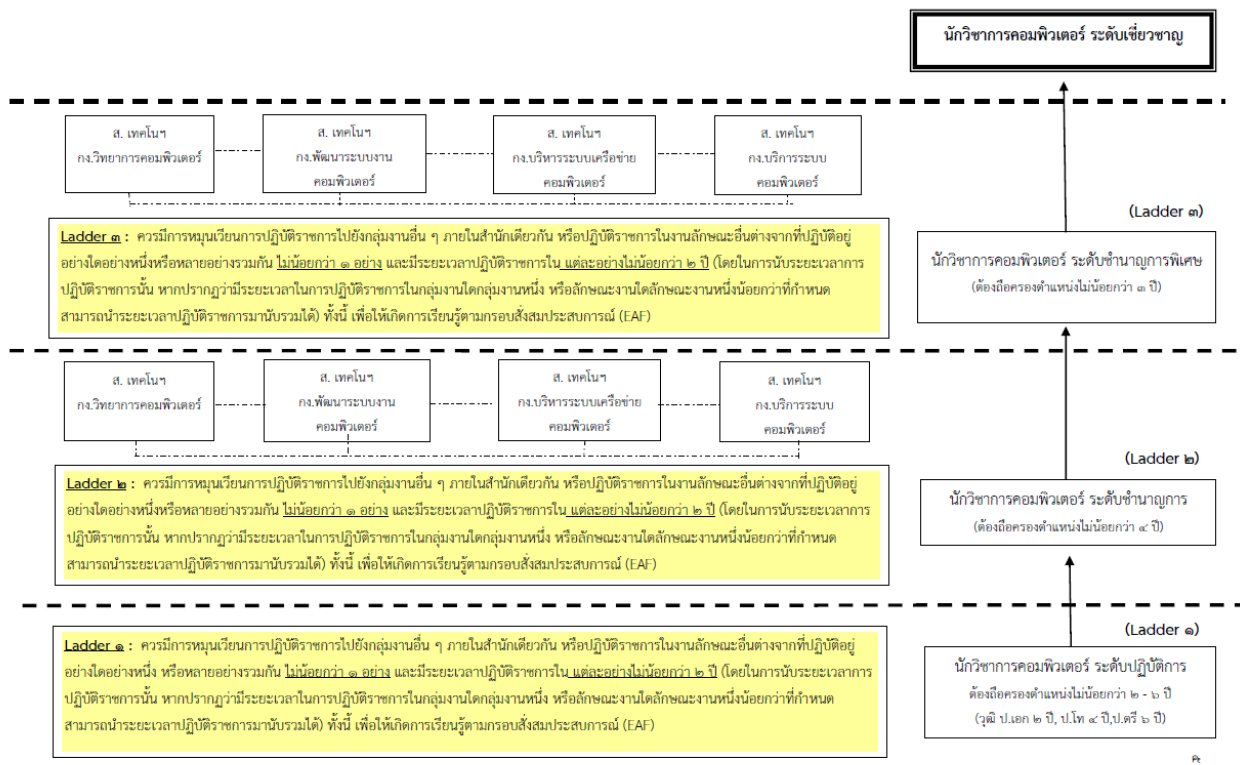 นักวิชาการคอมพิวเตอร์ ระดับเชี่ยวชาญ
ส. เทคโนฯ
กง.วิทยาการคอมพิวเตอร์
ส. เทคโนฯ
กง.พัฒนาระบบงาน
คอมพิวเตอร์
ส. เทคโนฯ
กง.บริหารระบบเครือข่าย
คอมพิวเตอร์
ส. เทคโนฯ
กง.บริการระบบ
คอมพิวเตอร์
(Ladder ๓)
Ladder ๓ : ควรมีการหมุนเวียนการปฏิบัติราชการไปยังกลุ่มงานอื่น ๆ ภายในสำนักเดียวกัน หรือปฏิบัติราชการในงานลักษณะอื่นต่างจากที่ปฏิบัติอยู่
อย่างใดอย่างหนึ่งหรือหลายอย่างรวมกัน ไม่น้อยกว่า ๑ อย่าง และมีระยะเวลาปฏิบัติราชการใน แต่ละอย่างไม่น้อยกว่า ๒ ปี (โดยในการนับระยะเวลาการ
ปฏิบัติราชการนั้น หากปรากฏว่ามีระยะเวลาในการปฏิบัติราชการในกลุ่มงานใดกลุ่มงานหนึ่ง หรือลักษณะงานใดลักษณะงานหนึ่งน้อยกว่าที่กำหนด
สามารถนำระยะเวลาปฏิบัติราชการมานับรวมได้) ทั้งนี้ เพื่อให้เกิดการเรียนรู้ตามกรอบสั่งสมประสบการณ์ (EAF)
นักวิชาการคอมพิวเตอร์ ระดับชำนาญการพิเศษ
(ต้องถือครองตำแหน่งไม่น้อยกว่า ๓ ปี)
ส. เทคโนฯ
กง.วิทยาการคอมพิวเตอร์
ส. เทคโนฯ
กง.พัฒนาระบบงาน
คอมพิวเตอร์
ส. เทคโนฯ
กง.บริหารระบบเครือข่าย
คอมพิวเตอร์
ส. เทคโนฯ
กง.บริการระบบ
คอมพิวเตอร์
(Ladder ๒)
Ladder ๒ : ควรมีการหมุนเวียนการปฏิบัติราชการไปยังกลุ่มงานอื่น ๆ ภายในสำนักเดียวกัน หรือปฏิบัติราชการในงานลักษณะอื่นต่างจากที่ปฏิบัติอยู่
อย่างใดอย่างหนึ่งหรือหลายอย่างรวมกัน ไม่น้อยกว่า ๑ อย่าง และมีระยะเวลาปฏิบัติราชการใน แต่ละอย่างไม่น้อยกว่า ๒ ปี (โดยในการนับระยะเวลาการ
ปฏิบัติราชการนั้น หากปรากฏว่ามีระยะเวลาในการปฏิบัติราชการในกลุ่มงานใดกลุ่มงานหนึ่ง หรือลักษณะงานใดลักษณะงานหนึ่งน้อยกว่าที่กำหนด
สามารถนำระยะเวลาปฏิบัติราชการมานับรวมได้) ทั้งนี้ เพื่อให้เกิดการเรียนรู้ตามกรอบสั่งสมประสบการณ์ (EAF)
นักวิชาการคอมพิวเตอร์ ระดับชำนาญการ
(ต้องถือครองตำแหน่งไม่น้อยกว่า ๔ ปี)
(Ladder ๑)
Ladder ๑ : ควรมีการหมุนเวียนการปฏิบัติราชการไปยังกลุ่มงานอื่น ๆ ภายในสำนักเดียวกัน หรือปฏิบัติราชการในงานลักษณะอื่นต่างจากที่ปฏิบัติอยู่
อย่างใดอย่างหนึ่ง หรือหลายอย่างรวมกัน ไม่น้อยกว่า ๑ อย่าง และมีระยะเวลาปฏิบัติราชการใน แต่ละอย่างไม่น้อยกว่า ๒ ปี (โดยในการนับระยะเวลาการ
ปฏิบัติราชการนั้น หากปรากฏว่ามีระยะเวลาในการปฏิบัติราชการในกลุ่มงานใดกลุ่มงานหนึ่ง หรือลักษณะงานใดลักษณะงานหนึ่งน้อยกว่าที่กำหนด
สามารถนำระยะเวลาปฏิบัติราชการมานับรวมได้) ทั้งนี้ เพื่อให้เกิดการเรียนรู้ตามกรอบสั่งสมประสบการณ์ (EAF)
นักวิชาการคอมพิวเตอร์ ระดับปฏิบัติการ
ต้องถือครองตำแหน่งไม่น้อยกว่า ๒ - ๖ ปี
(วุฒิ ป.เอก ๒ ปี, ป.โท ๔ ปี,ป.ตรี ๖ ปี)